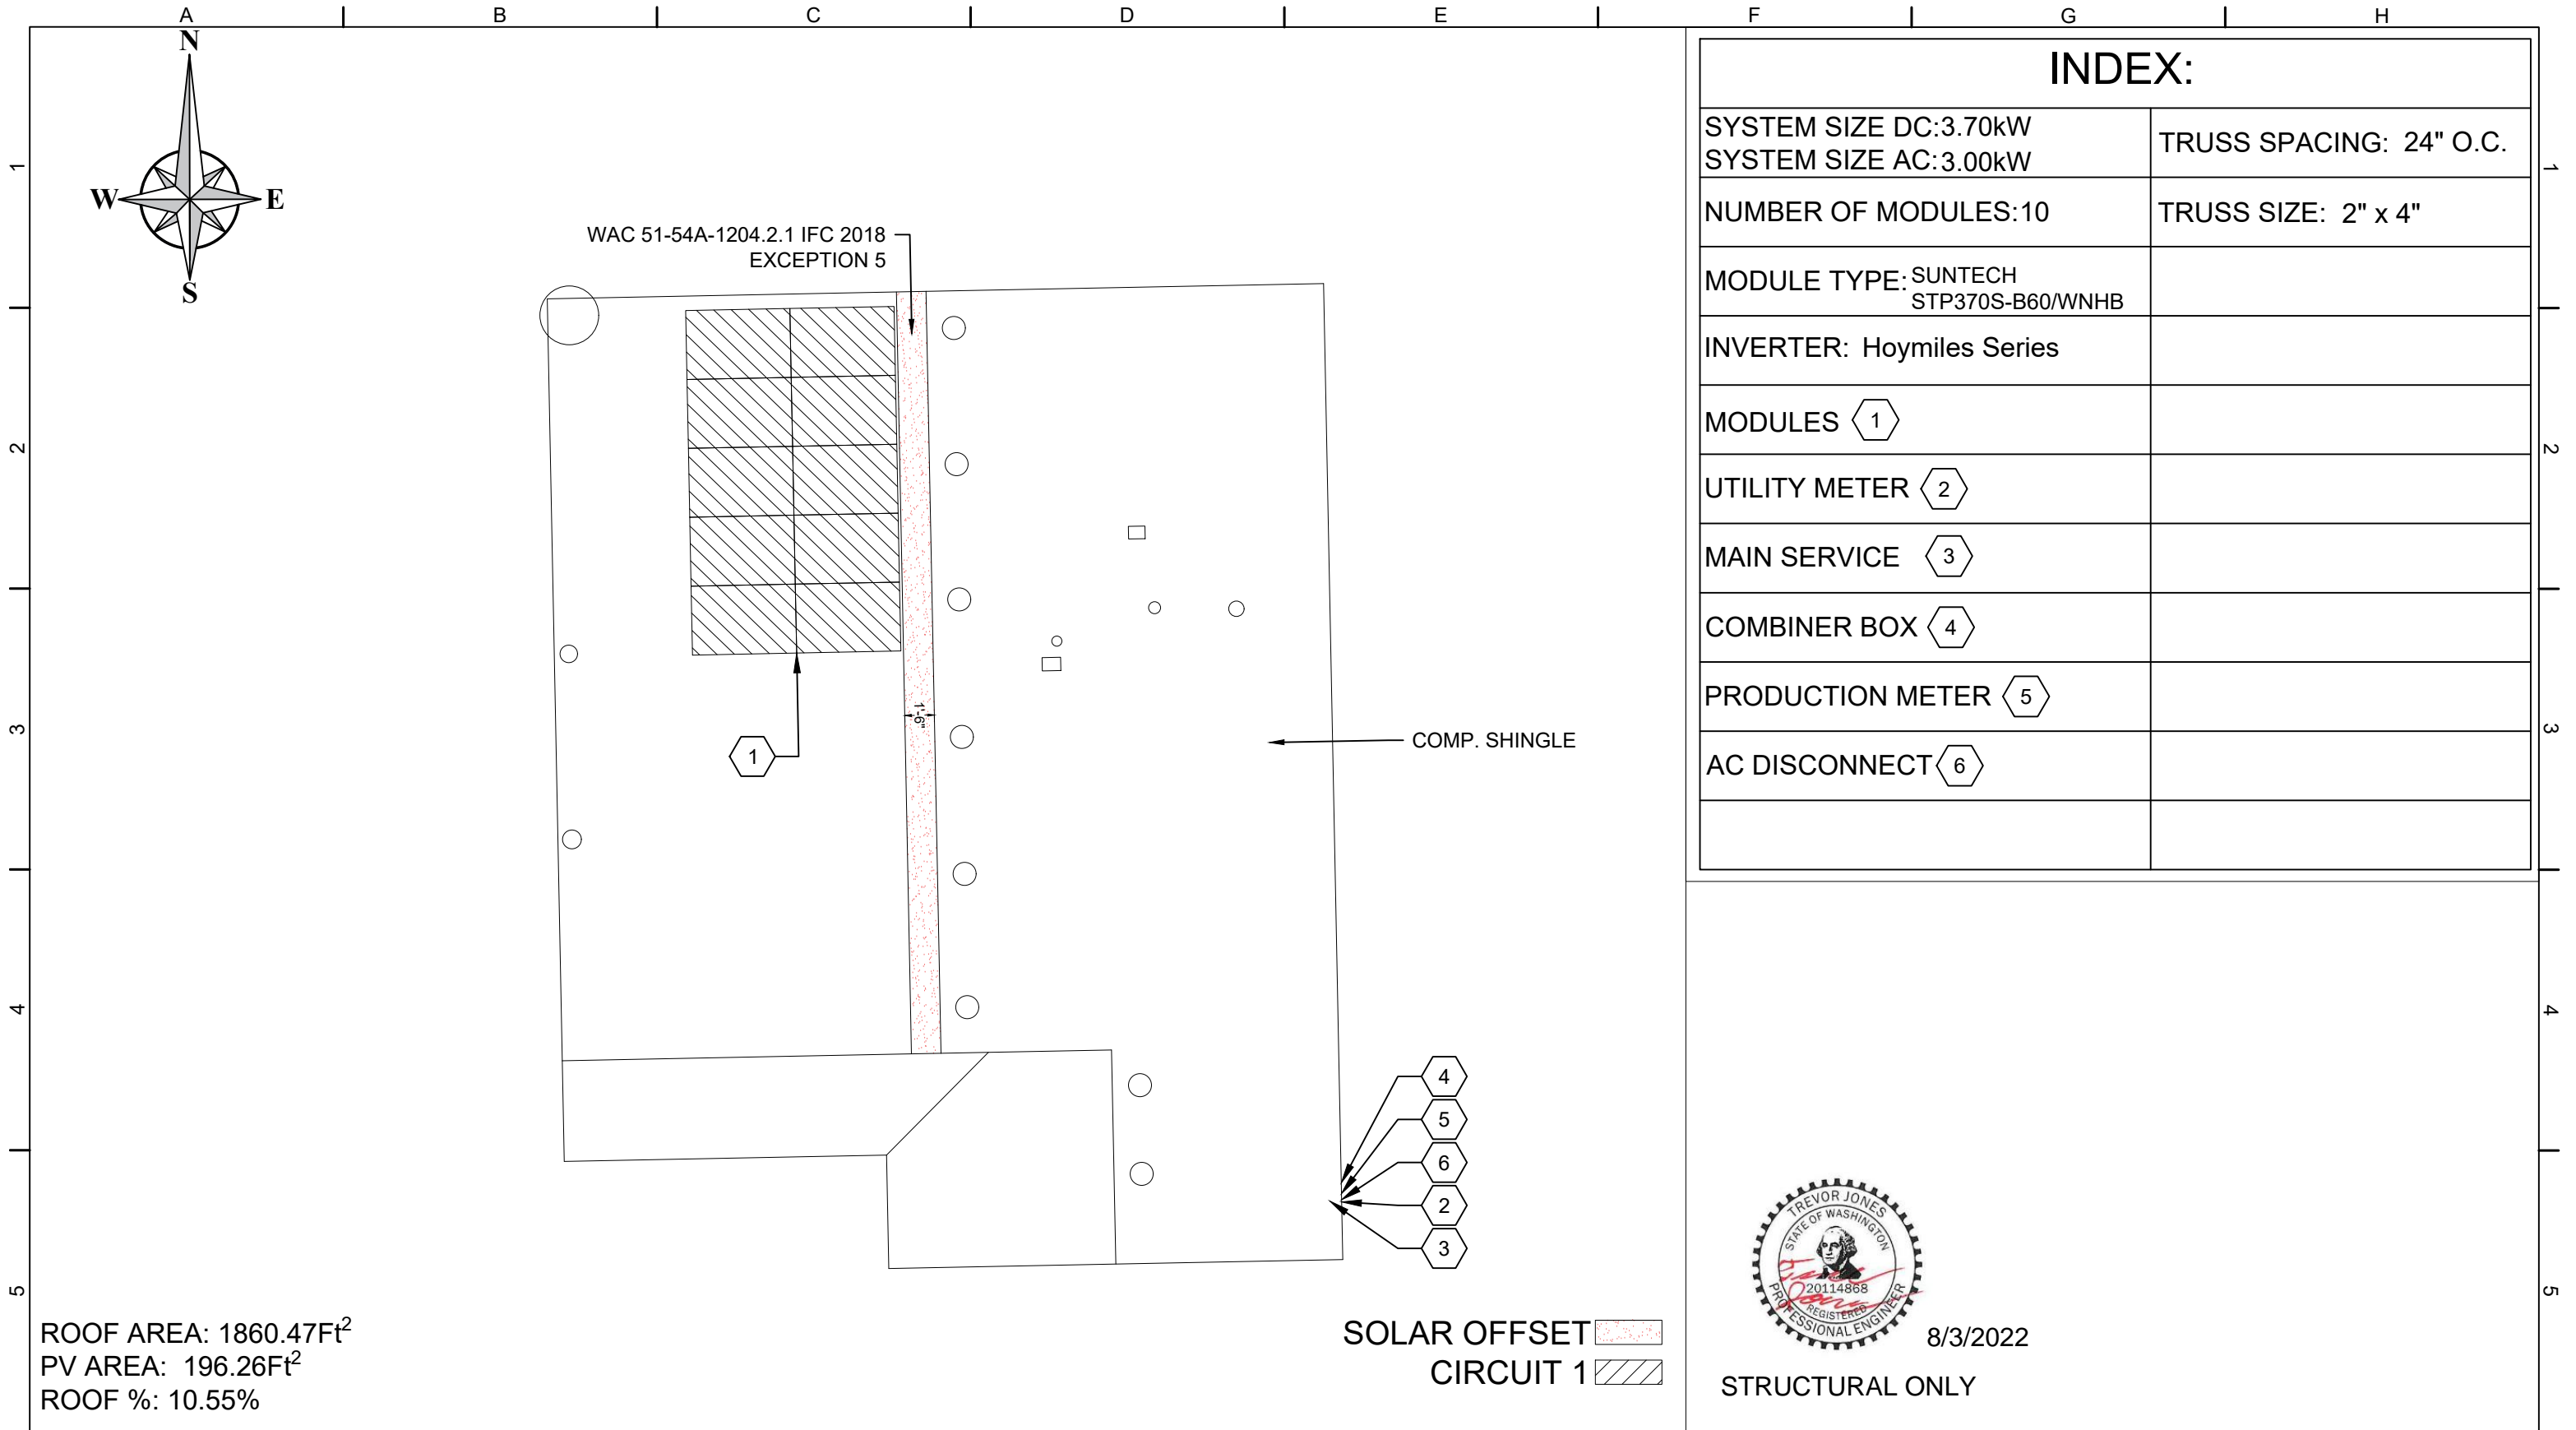 A B C D E F G H
N
W E
S
1
2
3
4
5
1
2
3
4
5
WAC 51-54A-1204.2.1 IFC 2018
EXCEPTION 5
1'-6"
1
COMP. SHINGLE
4
5
6
2
3
ROOF AREA: 1860.47Ft²
PV AREA: 196.26Ft²
ROOF %: 10.55%
SOLAR OFFSET
CIRCUIT 1
INDEX:
SYSTEM SIZE DC:3.70kW
SYSTEM SIZE AC:3.00kW
TRUSS SPACING: 24" O.C.
NUMBER OF MODULES:10
TRUSS SIZE: 2" x 4"
MODULE TYPE: SUNTECH
STP370S-B60/WNHB
INVERTER: Hoymiles Series
MODULES 1
UTILITY METER 2
MAIN SERVICE 3
COMBINER BOX 4
PRODUCTION METER 5
AC DISCONNECT 6
TREVOR JONES
STATE OF WASHINGTON
20114868
REGISTERED
PROFESSIONAL ENGINEER
8/3/2022
STRUCTURAL ONLY